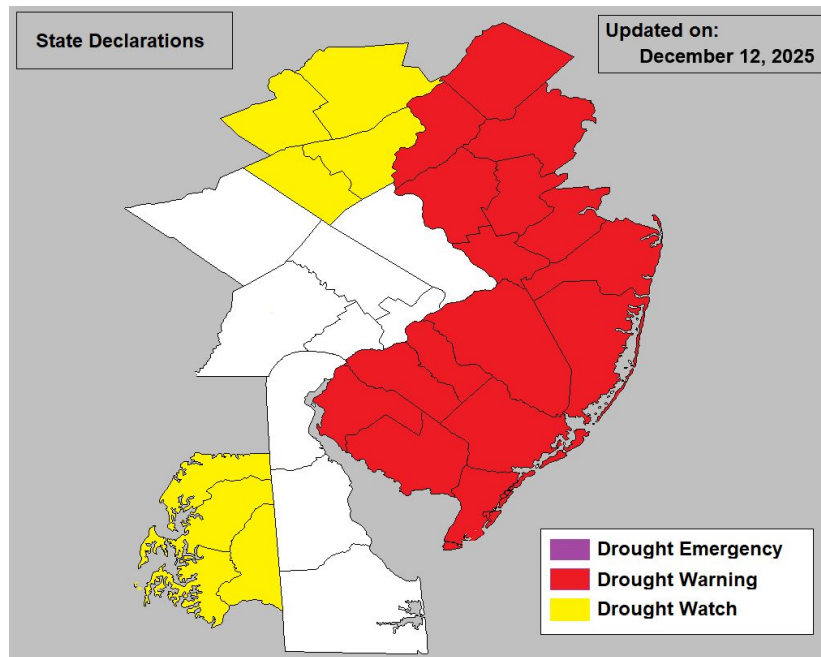 State Declarations
Updated on:
December 12, 2025
Drought Emergency
Drought Warning
Drought Watch